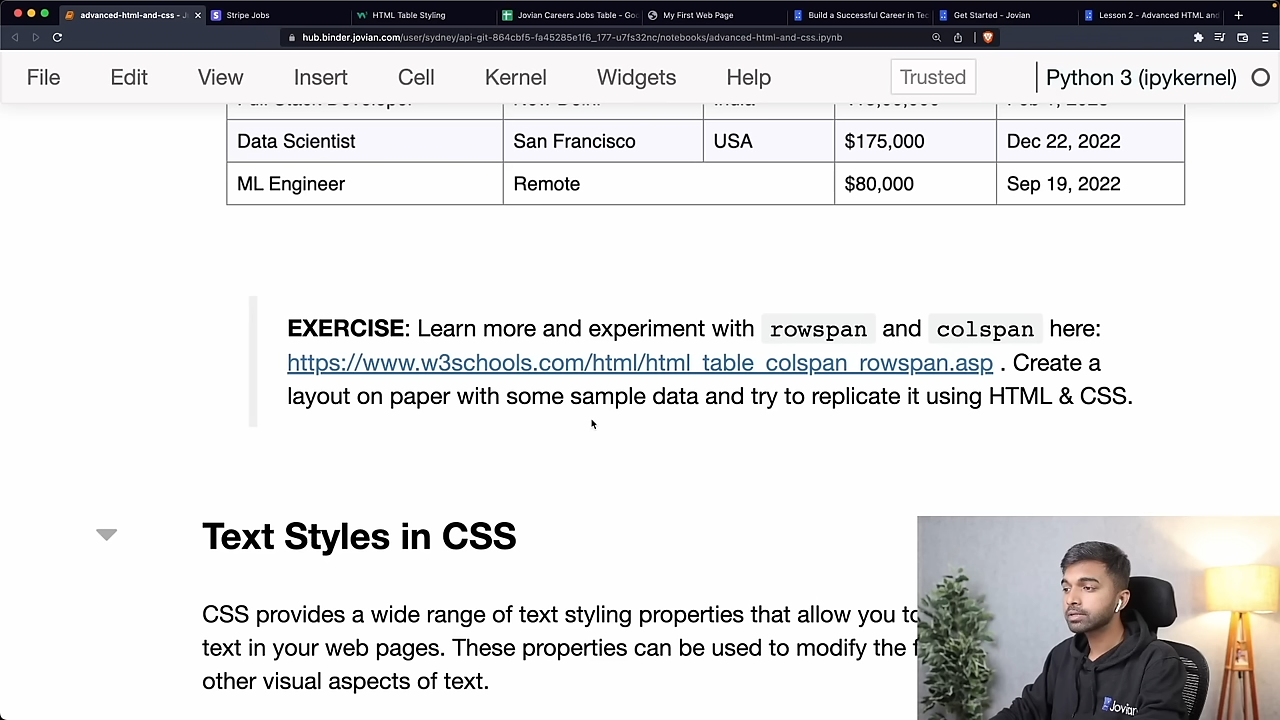 advanced-html-and-css - J
Stripe Jobs
HTML Table Styling
Jovian Careers Jobs Table - Goo
My First Web Page
Build a Successful Career in Tec
Get Started - Jovian
Lesson 2 - Advanced HTML and
hub.binder.jovian.com/user/sydney/api-git-864cbf5-fa45285e1f6_177-u7fs32nc/notebooks/advanced-html-and-css.ipynb
File Edit View Insert Cell Kernel Widgets Help Trusted Python 3 (ipykernel)
Data Scientist San Francisco USA $175,000 Dec 22, 2022
ML Engineer Remote $80,000 Sep 19, 2022
EXERCISE: Learn more and experiment with rowspan and colspan here:
https://www.w3schools.com/html/html_table_colspan_rowspan.asp . Create a
layout on paper with some sample data and try to replicate it using HTML & CSS.
Text Styles in CSS
CSS provides a wide range of text styling properties that allow you to
text in your web pages. These properties can be used to modify the f
other visual aspects of text.
Jovian